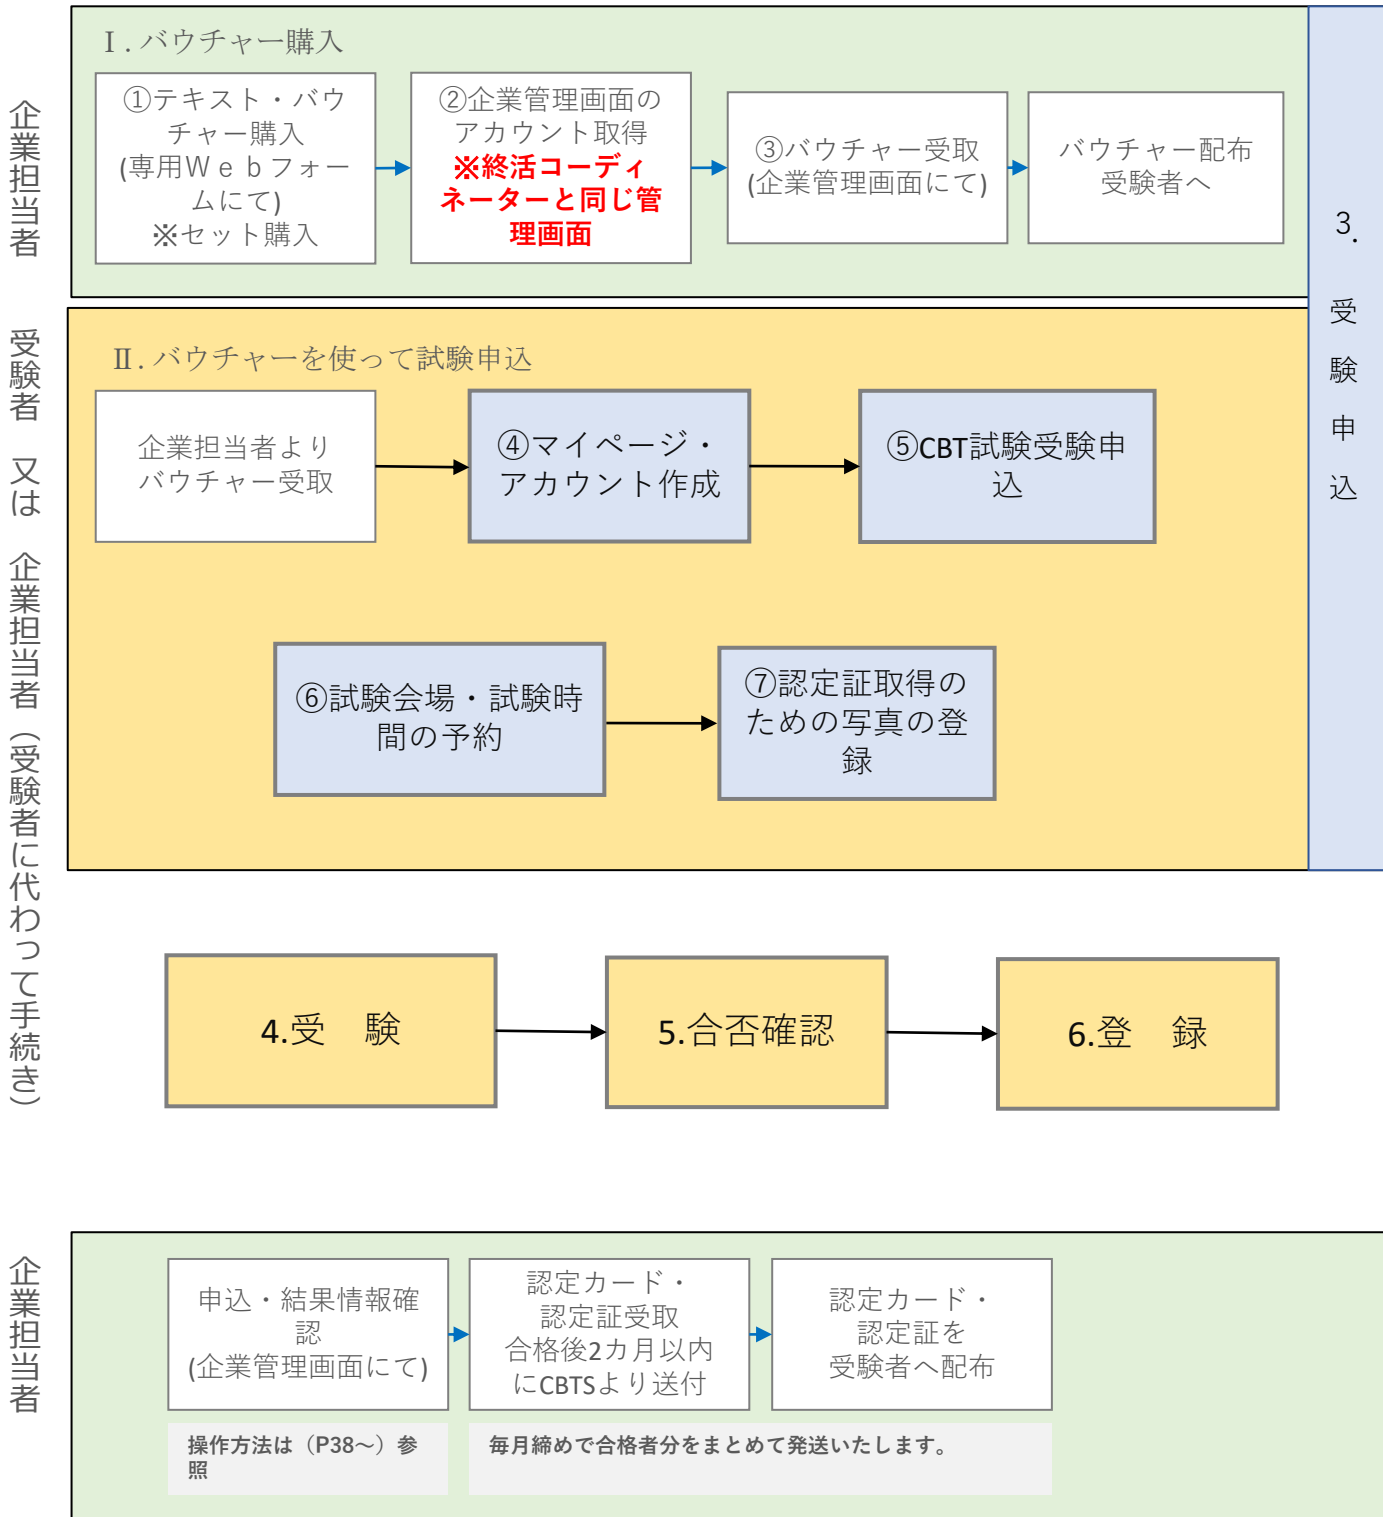 企業担当者
Ⅰ. バウチャー購入
①テキスト・バウ
チャー購入
(専用Ｗｅｂフォー
ムにて)
※セット購入
②企業管理画面の
アカウント取得
※終活コーディ
ネーターと同じ管
理画面
③バウチャー受取
(企業管理画面にて)
バウチャー配布
受験者へ
3.受験申込
受験者　又は　企業担当者（受験者に代わって手続き）
Ⅱ. バウチャーを使って試験申込
企業担当者より
バウチャー受取
④マイページ・
アカウント作成
⑤CBT試験受験申
込
⑥試験会場・試験時
間の予約
⑦認定証取得の
ための写真の登
録
4.受　験
5.合否確認
6.登　録
企業担当者
申込・結果情報確
認
(企業管理画面にて)
認定カード・
認定証受取
合格後2カ月以内
にCBTSより送付
認定カード・
認定証を
受験者へ配布
操作方法は（P38～）参
照
毎月締めで合格者分をまとめて発送いたします。